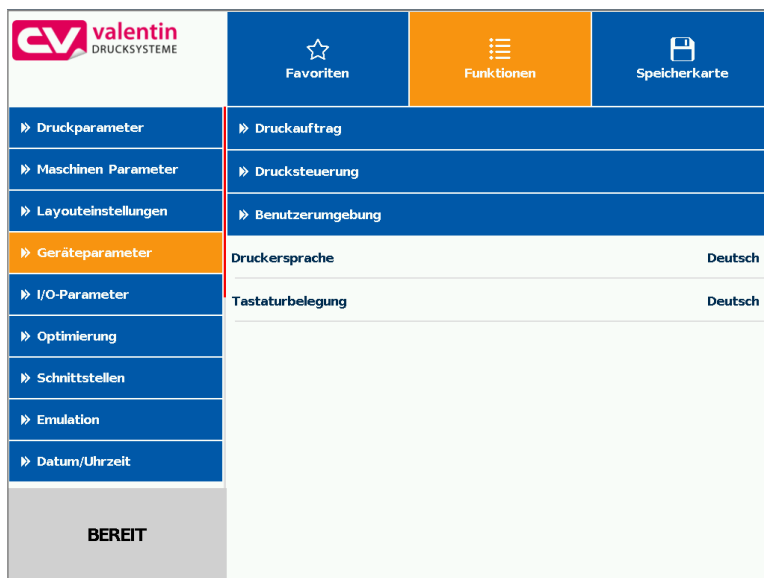 CV valentin
DRUCKSYSTEME
Favoriten
Funktionen
Speicherkarte
Druckparameter
Maschinen Parameter
Layouteinstellungen
Geräteparameter
I/O-Parameter
Optimierung
Schnittstellen
Emulation
Datum/Uhrzeit
BEREIT
Druckauftrag
Drucksteuerung
Benutzerumgebung
Druckersprache Deutsch
Tastaturbelegung Deutsch